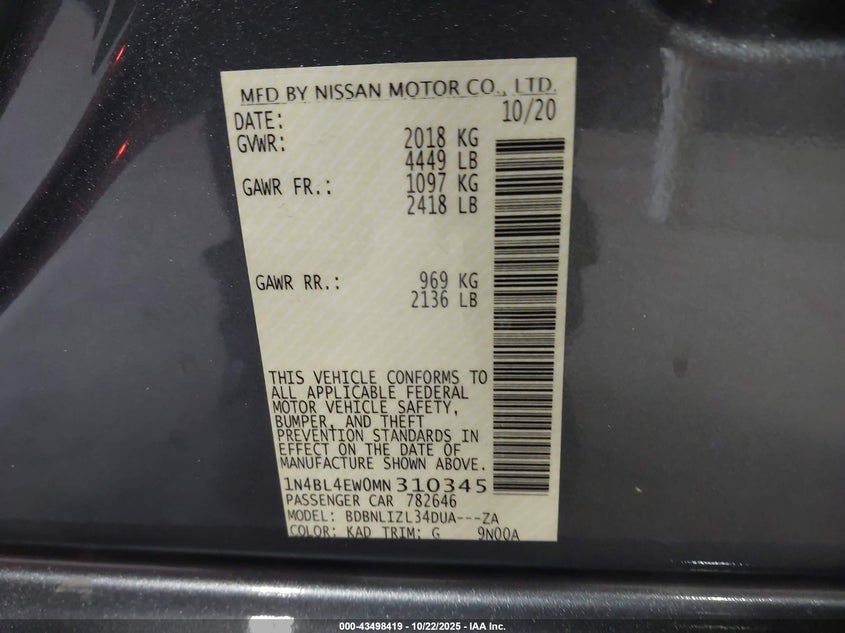 MFD BY NISSAN MOTOR CO., LTD.
DATE: 10/20
GVWR: 2018 KG
4449 LB
GAWR FR.: 1097 KG
2418 LB
GAWR RR.: 969 KG
2136 LB
THIS VEHICLE CONFORMS TO
ALL APPLICABLE FEDERAL
MOTOR VEHICLE SAFETY,
BUMPER, AND THEFT
PREVENTION STANDARDS IN
EFFECT ON THE DATE OF
MANUFACTURE SHOWN ABOVE.
1N4BL4EW0MN310345
PASSENGER CAR 782646
MODEL: BDBNLIZL34DUA---ZA
COLOR: KAD TRIM: G 9N00A
000-43498419 - 10/22/2025 - IAA Inc.